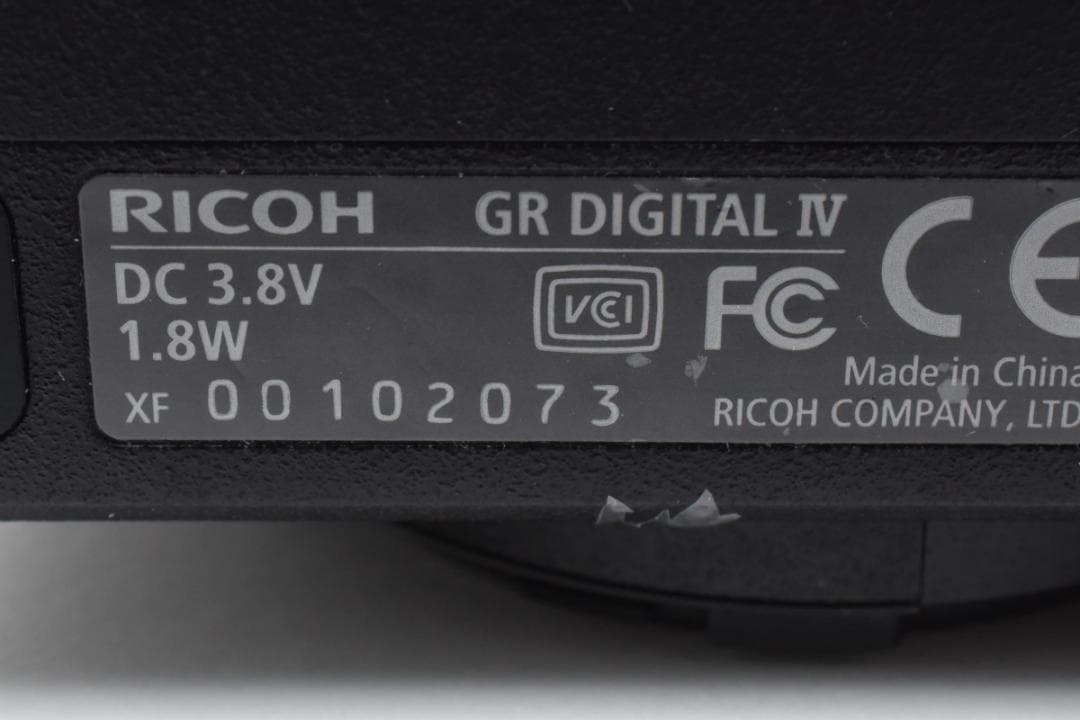 RICOH GR DIGITAL IV
DC 3.8V
1.8W
VCCI FC CE
XF 00102073
Made in China
RICOH COMPANY, LTD